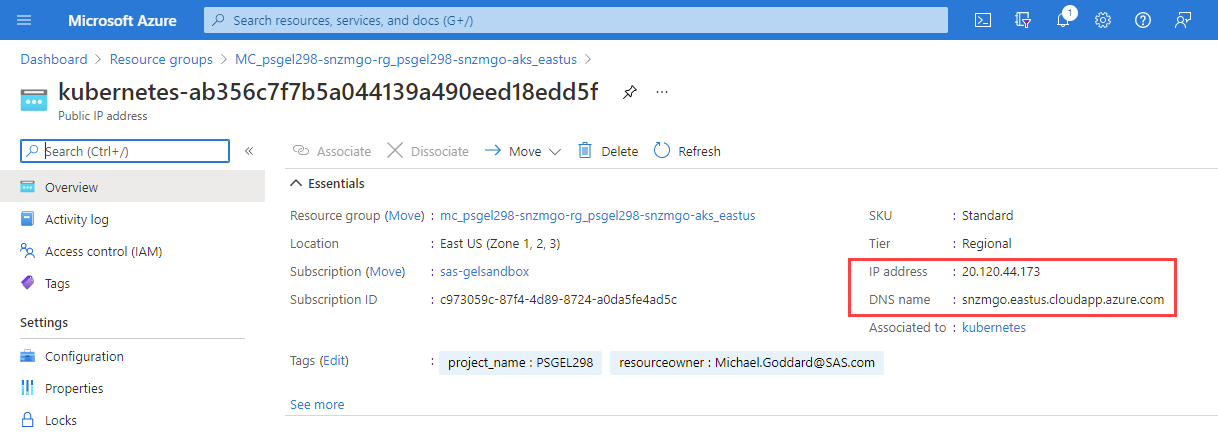 Microsoft Azure
Search resources, services, and docs (G+/)
1
Dashboard > Resource groups > MC_psgel298-snzmgo-rg_psgel298-snzmgo-aks_eastus >
kubernetes-ab356c7f7b5a044139a490eed18edd5f
...
Public IP address
Search (Ctrl+/)
«
Associate Dissociate Move Delete Refresh
Overview
Activity log
Access control (IAM)
Tags
Settings
Configuration
Properties
Locks
Essentials
Resource group (Move) : mc_psgel298-snzmgo-rg_psgel298-snzmgo-aks_eastus
Location : East US (Zone 1, 2, 3)
Subscription (Move) : sas-gelsandbox
Subscription ID : c973059c-87f4-4d89-8724-a0da5fe4ad5c
SKU : Standard
Tier : Regional
IP address : 20.120.44.173
DNS name : snzmgo.eastus.cloudapp.azure.com
Associated to : kubernetes
Tags (Edit) : project_name : PSGEL298 resourceowner : Michael.Goddard@SAS.com
See more